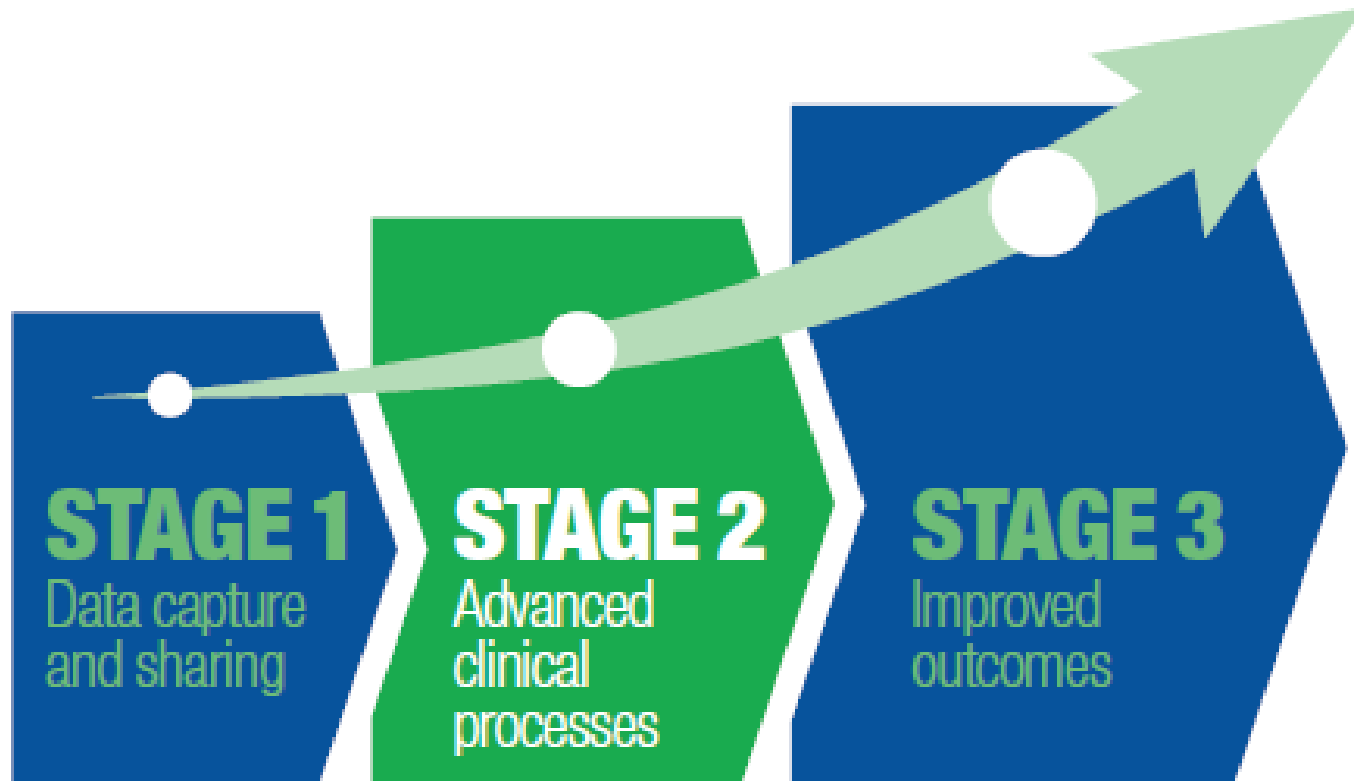 STAGE 1
Data capture
and sharing
STAGE 2
Advanced
clinical
processes
STAGE 3
Improved
outcomes